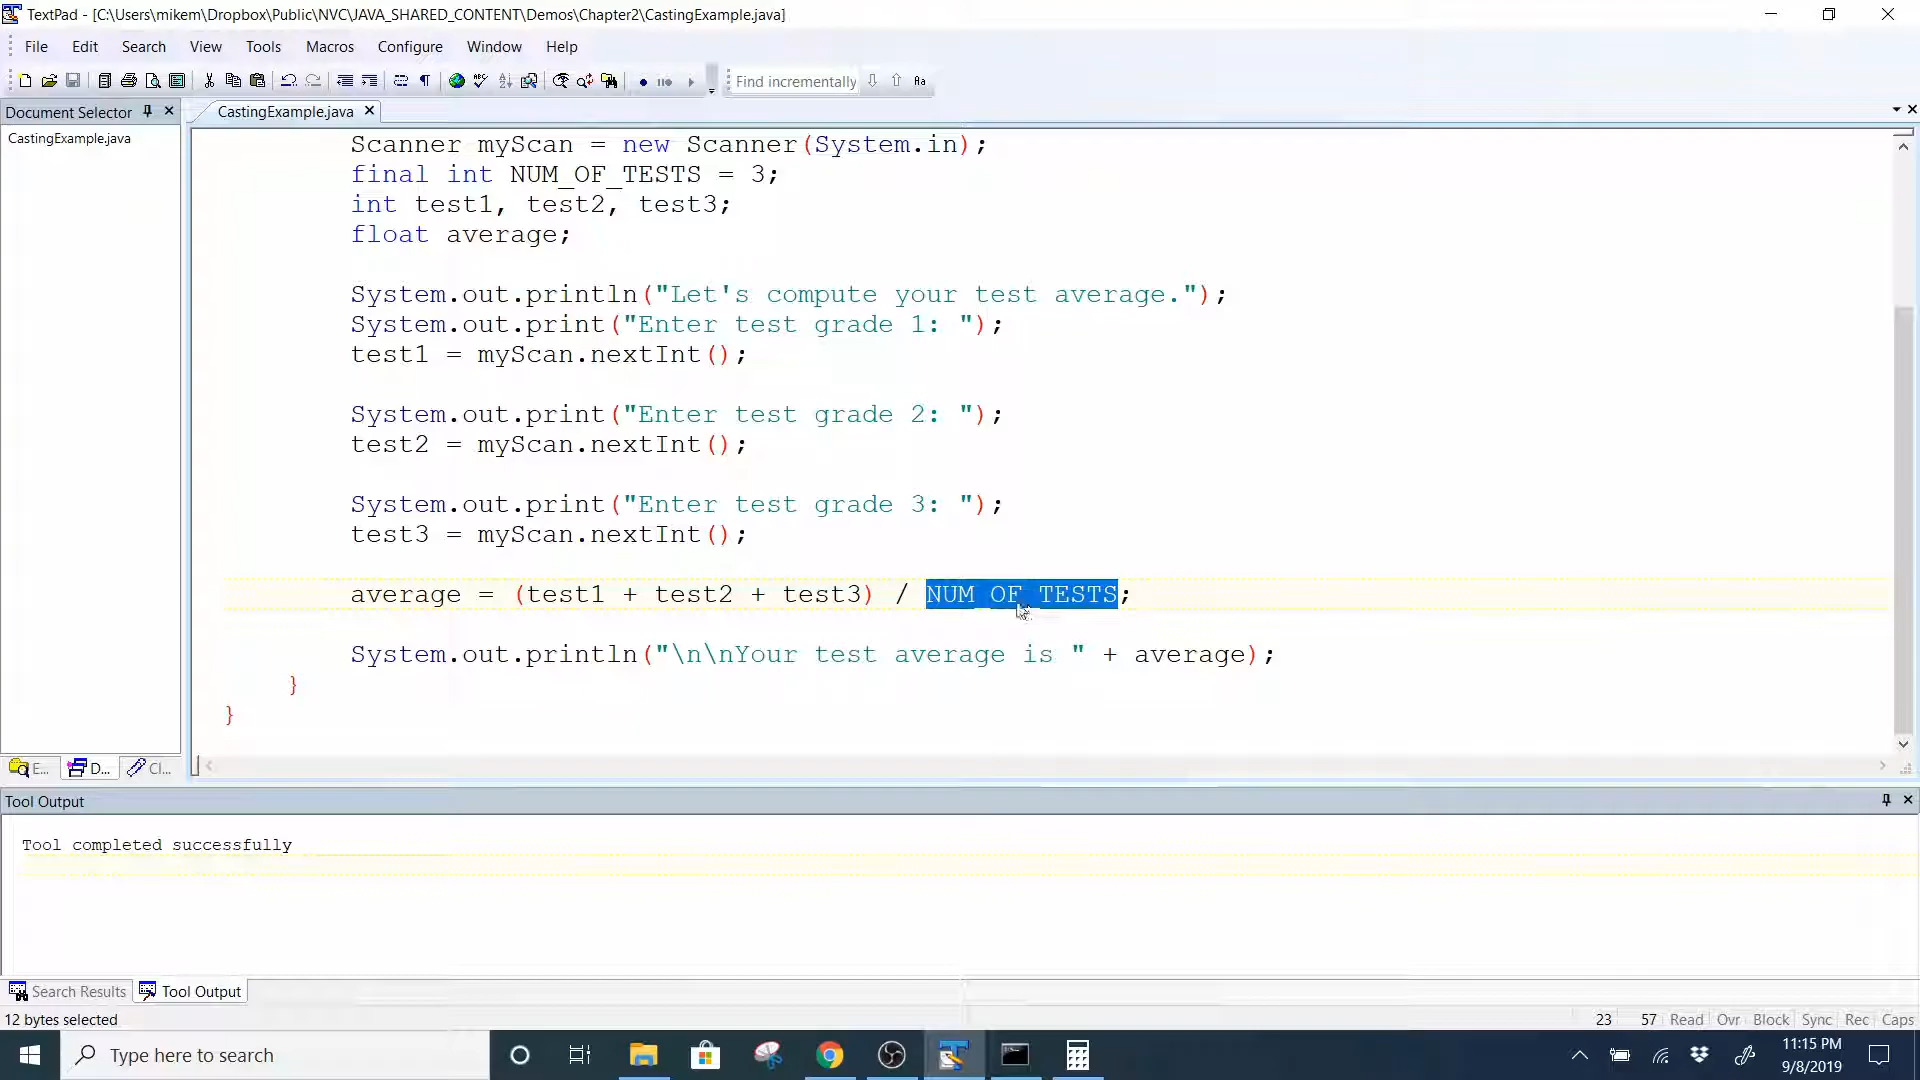 TextPad - [C:\Users\mikem\Dropbox\Public\NVC\JAVA_SHARED_CONTENT\Demos\Chapter2\CastingExample.java]
File Edit Search View Tools Macros Configure Window Help
Find incrementally
Document Selector
CastingExample.java
CastingExample.java
Scanner myScan = new Scanner(System.in);
final int NUM_OF_TESTS = 3;
int test1, test2, test3;
float average;
System.out.println("Let's compute your test average.");
System.out.print("Enter test grade 1: ");
test1 = myScan.nextInt();
System.out.print("Enter test grade 2: ");
test2 = myScan.nextInt();
System.out.print("Enter test grade 3: ");
test3 = myScan.nextInt();
average = (test1 + test2 + test3) / NUM_OF_TESTS;
System.out.println("\n\nYour test average is " + average);
}
}
E... D... Cl...
Tool Output
Tool completed successfully
Search Results Tool Output
12 bytes selected 23 57 Read Ovr Block Sync Rec Caps
Type here to search 11:15 PM
9/8/2019